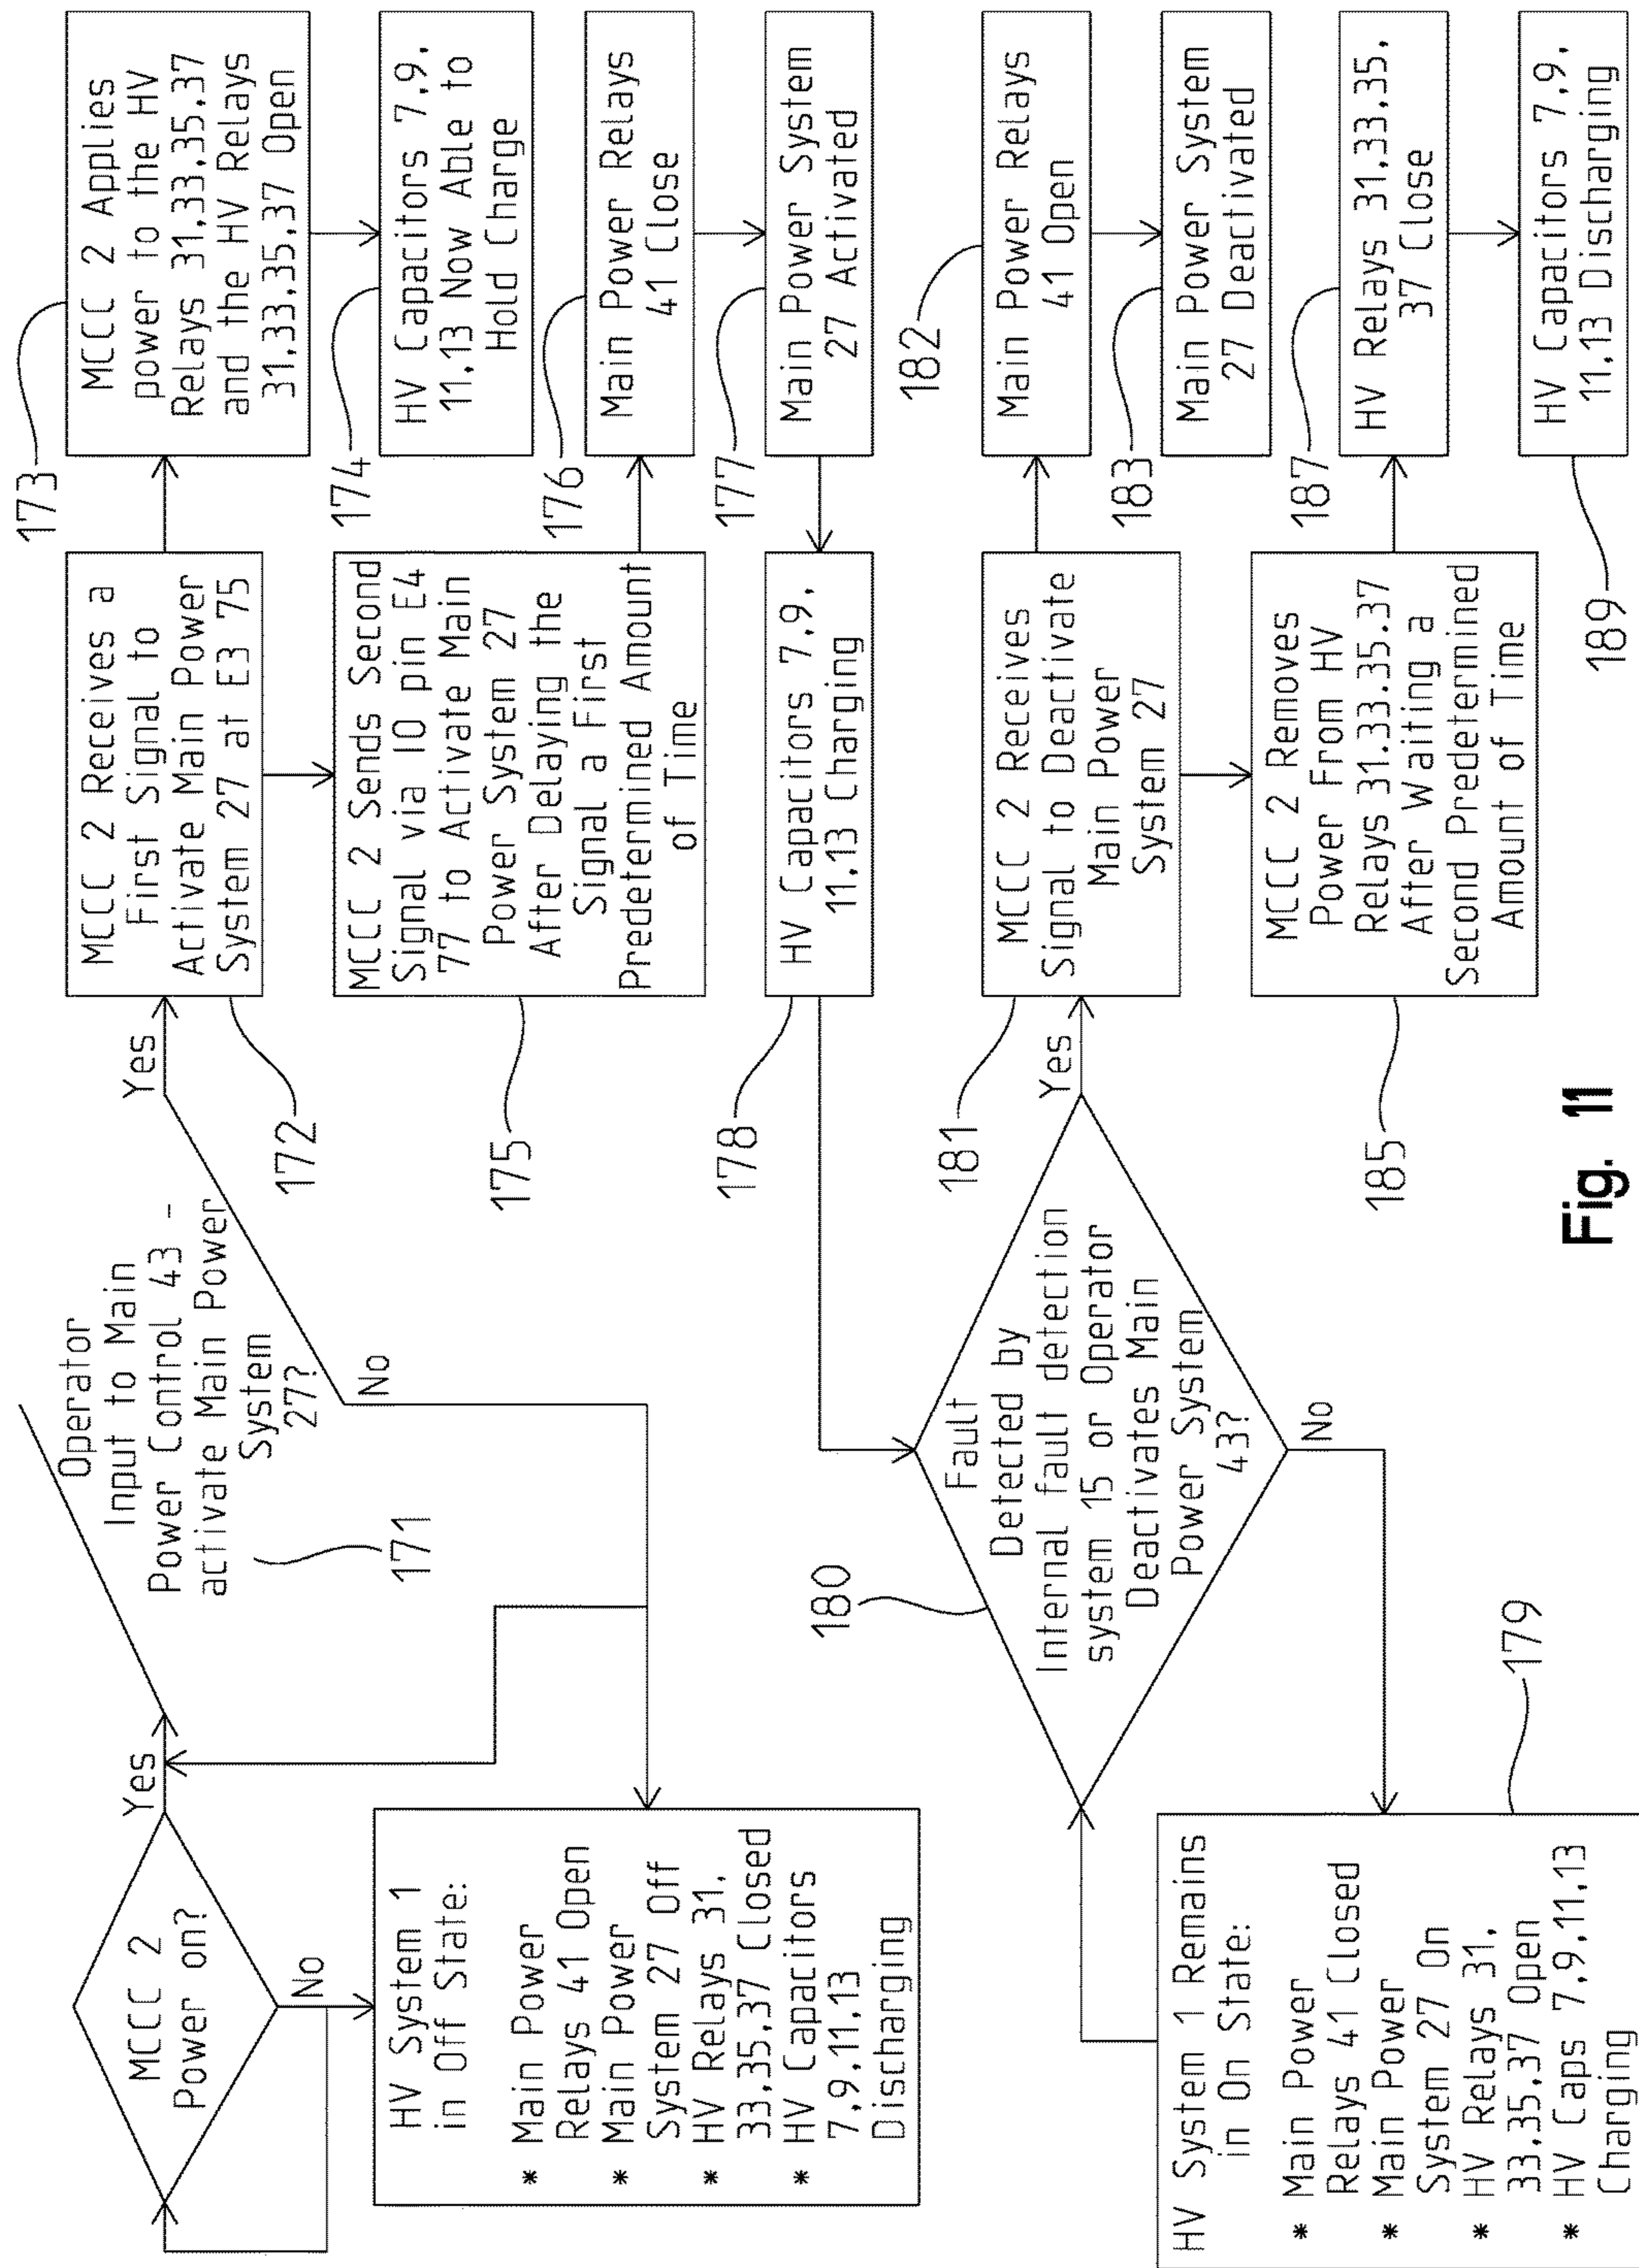 MCCC 2
Power on?
Yes
No
HV System 1
in Off State:
* Main Power
Relays 41 Open
* Main Power
System 27 Off
* HV Relays 31,
33,35,37 Closed
* HV Capacitors
7,9,11,13
Discharging
Operator
Input to Main
Power Control 43 -
activate Main Power
System
27?
171
Yes
No
MCCC 2 Receives a
First Signal to
Activate Main Power
System 27 at E3 75
172
MCCC 2 Applies
power to the HV
Relays 31,33,35,37
and the HV Relays
31,33,35,37 Open
173
HV Capacitors 7,9,
11,13 Now Able to
Hold Charge
174
MCCC 2 Sends Second
Signal via IO pin E4
77 to Activate Main
Power System 27
After Delaying the
Signal a First
Predetermined Amount
of Time
175
Main Power Relays
41 Close
176
Main Power System
27 Activated
177
HV Capacitors 7,9,
11,13 Charging
178
HV System 1 Remains
in On State:
* Main Power
Relays 41 Closed
* Main Power
System 27 On
* HV Relays 31,
33,35,37 Open
* HV Caps 7,9,11,13
Charging
179
Fault
Detected by
Internal fault detection
system 15 or Operator
Deactivates Main
Power System
43?
180
Yes
No
MCCC 2 Receives
Signal to Deactivate
Main Power
System 27
181
Main Power Relays
41 Open
182
Main Power System
27 Deactivated
183
MCCC 2 Removes
Power From HV
Relays 31,33,35,37
After Waiting a
Second Predetermined
Amount of Time
185
HV Relays 31,33,35,
37 Close
187
HV Capacitors 7,9,
11,13 Discharging
189
Fig. 11